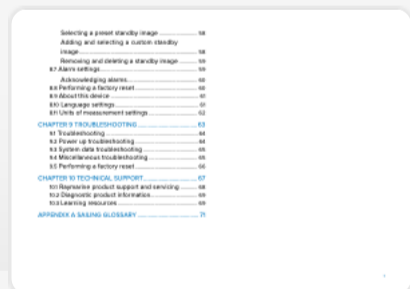 Selecting a preset standby image 58
Adding and selecting a custom standby
image 58
Removing and deleting a standby image 59
8.7 Alarm settings 59
Acknowledging alarms 60
8.8 Performing a factory reset 60
8.9 About this device 61
8.10 Language settings 61
8.11 Units of measurement settings 62
CHAPTER 9 TROUBLESHOOTING 63
9.1 Troubleshooting 64
9.2 Power up troubleshooting 64
9.3 System data troubleshooting 65
9.4 Miscellaneous troubleshooting 65
9.5 Performing a factory reset 66
CHAPTER 10 TECHNICAL SUPPORT 67
10.1 Raymarine product support and servicing 68
10.2 Diagnostic product information 69
10.3 Learning resources 69
APPENDIX A SAILING GLOSSARY 71